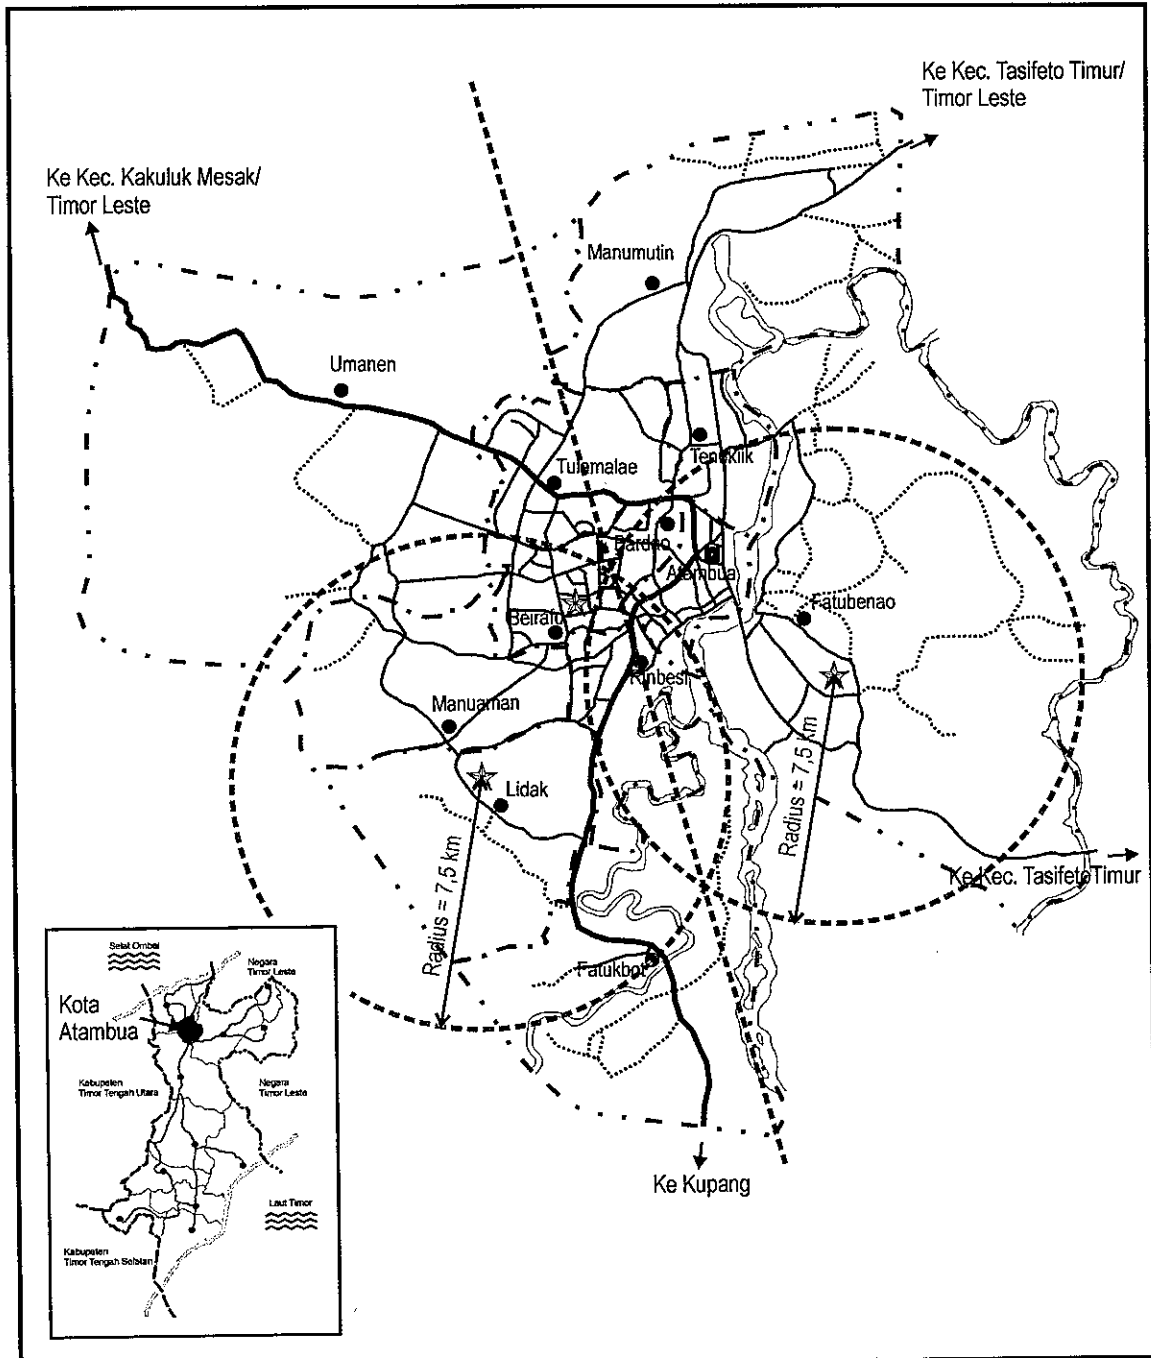 Ke Kec. Tasifeto Timur/
Timor Leste
Ke Kec. Kakuluk Mesak/
Timor Leste
Manumutin
Umanen
Tenukiik
Tulamalae
Bardao
Atambua
Beirafu
Fatubenao
Rinbesi
Manuaman
Lidak
Radius = 7,5 km
Radius = 7,5 km
Ke Kec. Tasifeto Timur
Fatukbot
Ke Kupang
Selat Ombai
Negara
Timor Leste
Kota
Atambua
Kabupaten
Timor Tengah Utara
Negara
Timor Leste
Laut Timor
Kabupaten
Timor Tengah Selatan